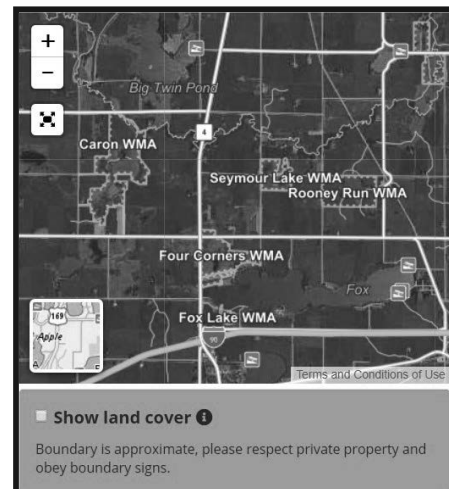 +
−
Big Twin Pond
4
Caron WMA
Seymour Lake WMA
Rooney Run WMA
Four Corners WMA
Fox
Fox Lake WMA
90
169
Apple
Terms and Conditions of Use
Show land cover
Boundary is approximate, please respect private property and
obey boundary signs.